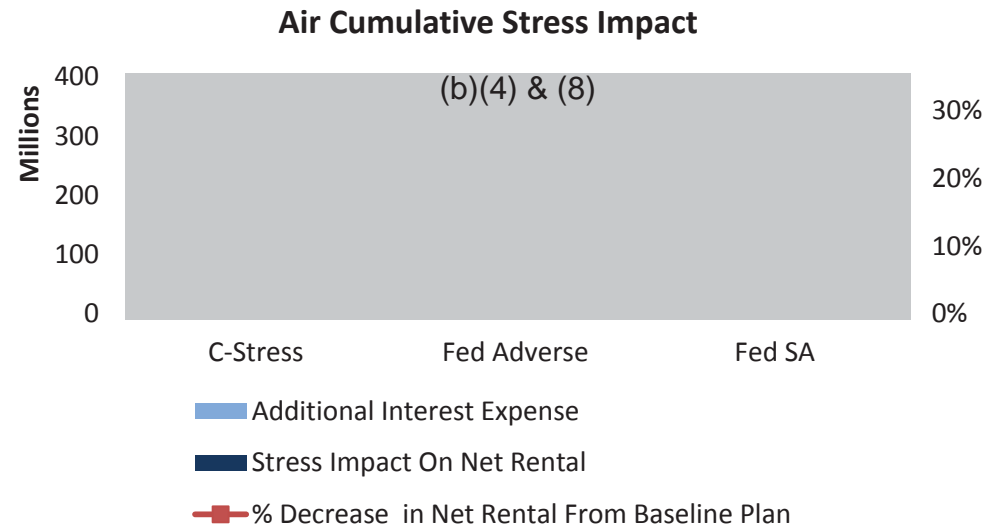 Air Cumulative Stress Impact
Millions
400
300
200
100
0
(b)(4) & (8)
30%
20%
10%
0%
C-Stress Fed Adverse Fed SA
Additional Interest Expense
Stress Impact On Net Rental
% Decrease in Net Rental From Baseline Plan